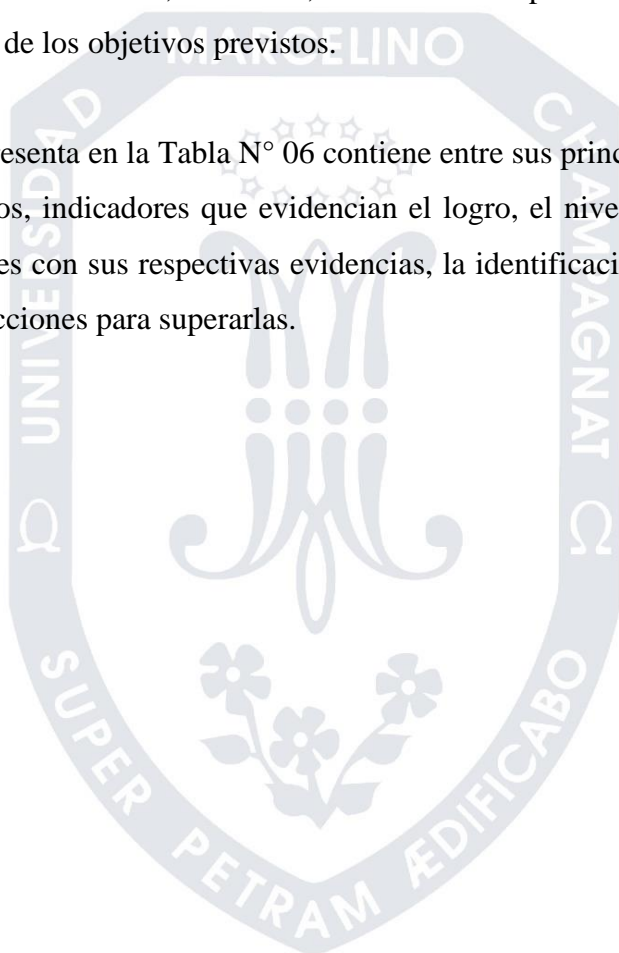 de los objetivos previstos.
resenta en la Tabla N° 06 contiene entre sus princ
os, indicadores que evidencian el logro, el nive
es con sus respectivas evidencias, la identificaci
cciones para superarlas.
UNIVERSIDAD MARCELINO CHAMPAGNAT
Ω Ω
SUPER PETRAM ÆDIFICABO